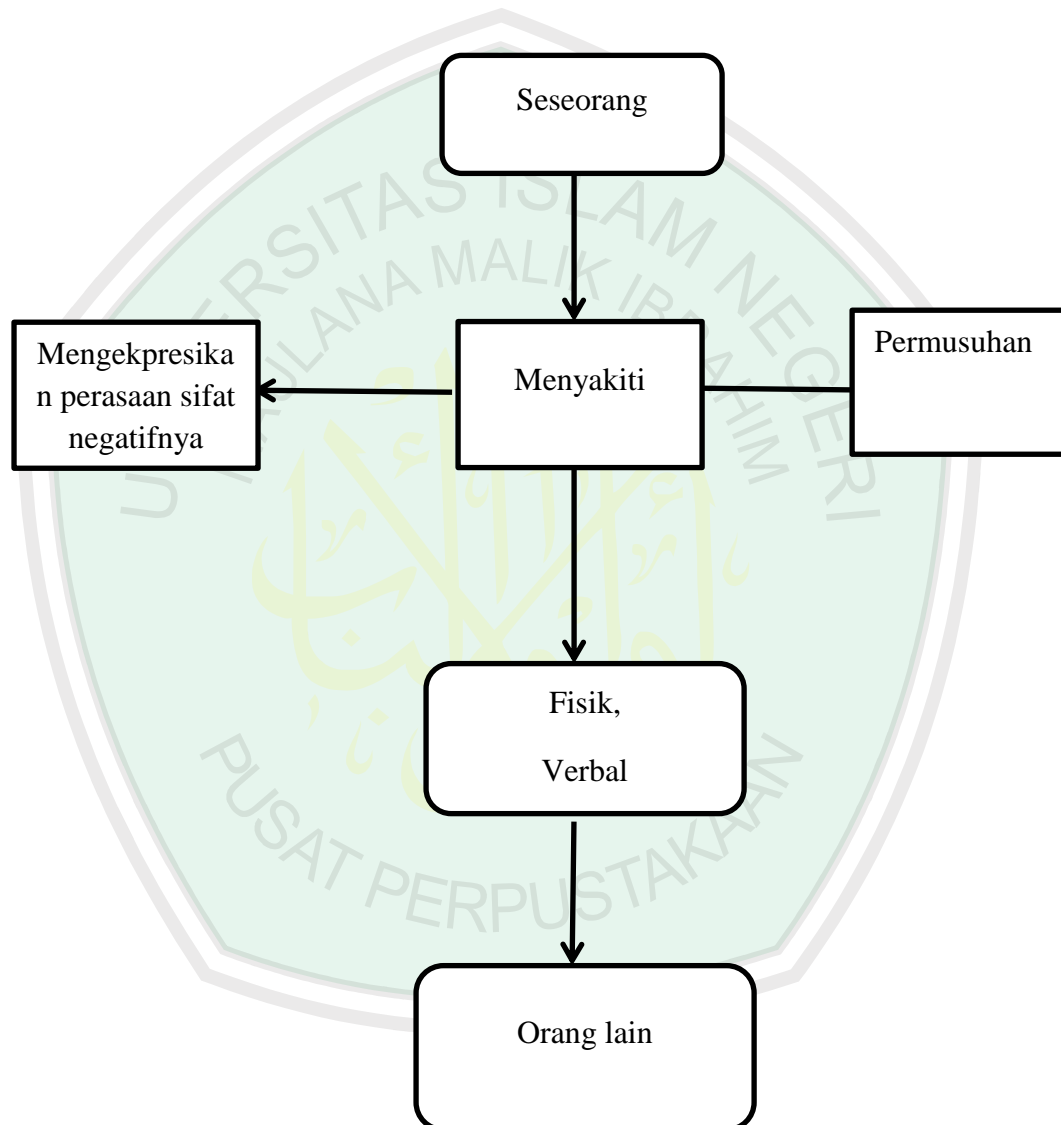 Seseorang
UNIVERSITAS ISLAM NEGERI
MAULANA MALIK IBRAHIM
Mengekpresika
n perasaan sifat
negatifnya
Menyakiti
Permusuhan
Fisik,
Verbal
PUSAT PERPUSTAKAAN
Orang lain